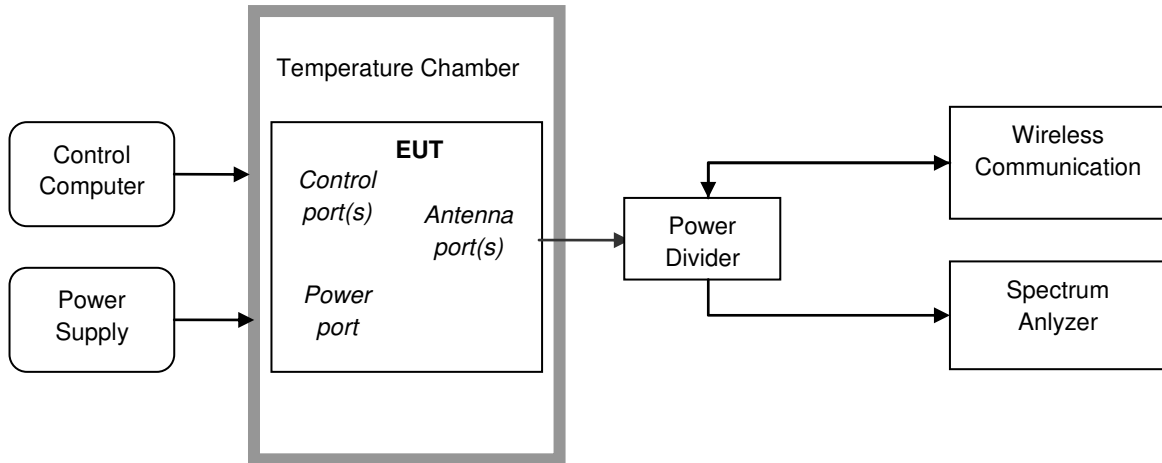 Temperature Chamber
Control
Computer
Power
Supply
EUT
Control
port(s)
Antenna
port(s)
Power
port
Power
Divider
Wireless
Communication
Spectrum
Anlyzer